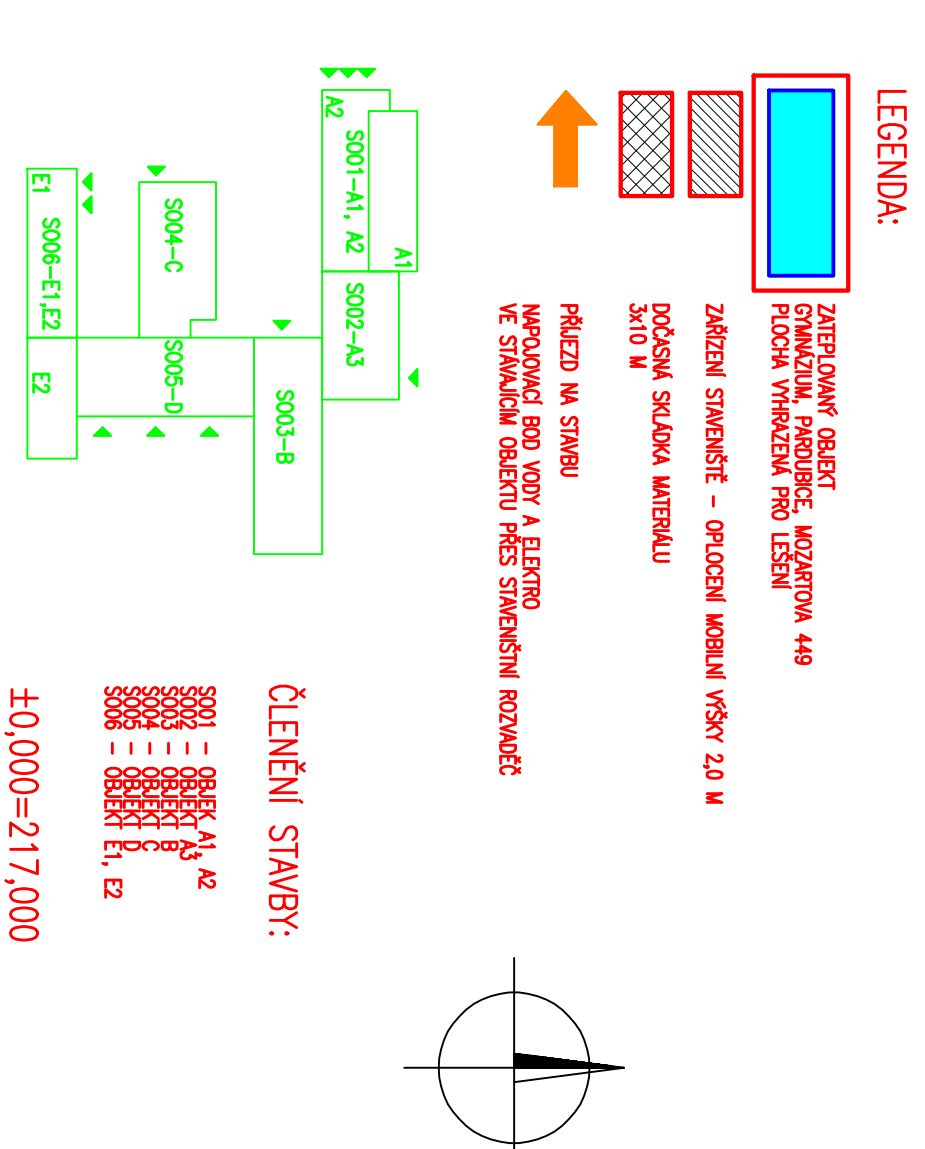 LEGENDA:
ZATEPLOVANÝ OBJEKT
GYMNÁZIUM, PARDUBICE, MOZARTOVA 449
PLOCHA VYHRAZENÁ PRO LEŠENÍ
ZAŘÍZENÍ STAVENIŠTĚ - OPLOCENÍ MOBILNÍ VÝŠKY 2,0 M
DOČASNÁ SKLÁDKA MATERIÁLU
3x10 M
PŘÍJEZD NA STAVBU
NAPOJOVACÍ BOD VODY A ELEKTRO
VE STÁVAJÍCÍM OBJEKTU PŘES STAVENIŠTNÍ ROZVADĚČ
A1
SO01-A1, A2
A2
SO02-A3
SO03-B
SO04-C
SO05-D
E1
SO06-E1,E2
E2
ČLENĚNÍ STAVBY:
SO01 - OBJEK A1, A2
SO02 - OBJEKT A3
SO03 - OBJEKT B
SO04 - OBJEKT C
SO05 - OBJEKT D
SO06 - OBJEKT E1, E2
±0,000=217,000